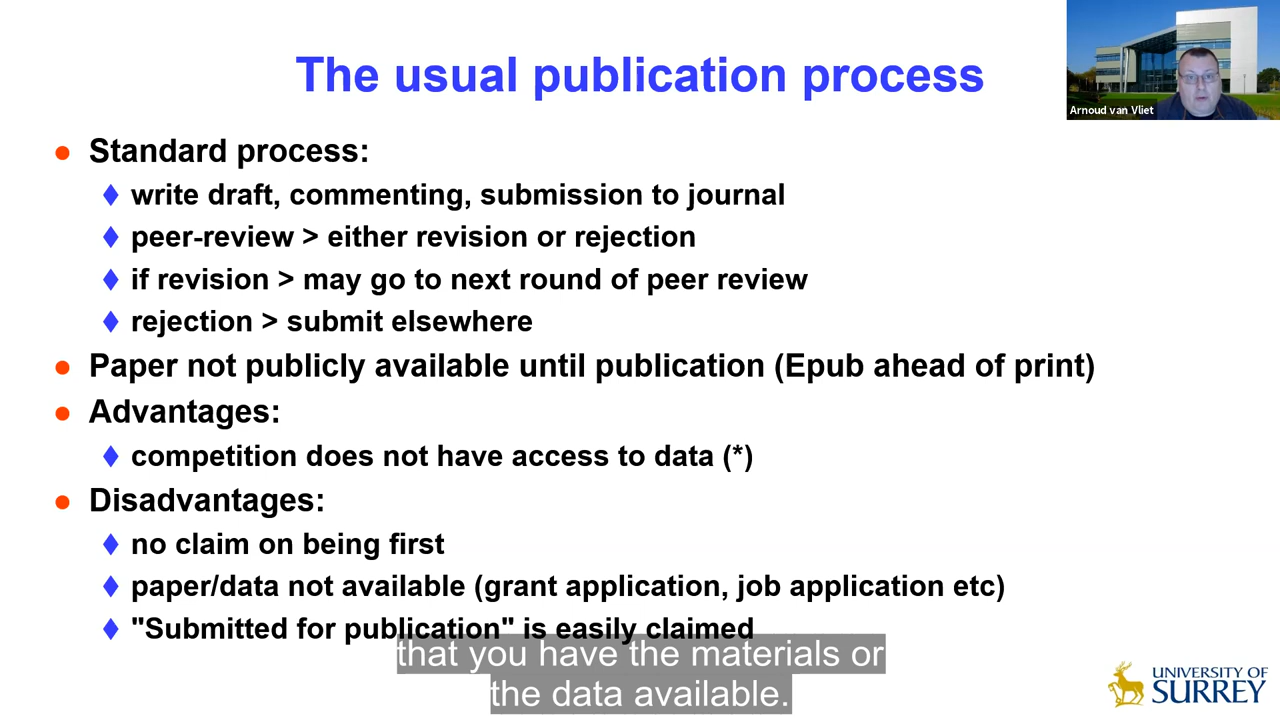 The usual publication process
Arnoud van Vliet
Standard process:
write draft, commenting, submission to journal
peer-review > either revision or rejection
if revision > may go to next round of peer review
rejection > submit elsewhere
Paper not publicly available until publication (Epub ahead of print)
Advantages:
competition does not have access to data (*)
Disadvantages:
no claim on being first
paper/data not available (grant application, job application etc)
"Submitted for publication" is easily claimed
that you have the materials or
the data available.
UNIVERSITY OF
SURREY